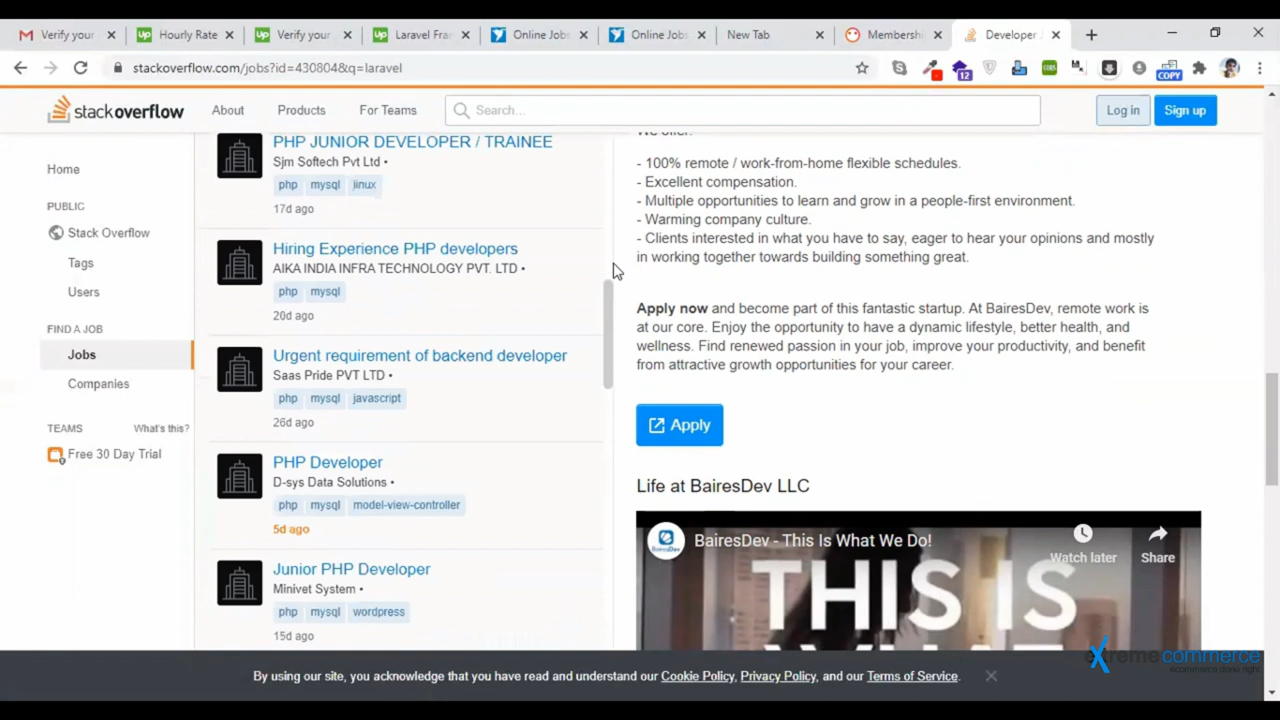 Verify your
Hourly Rate
Verify your
Laravel Fran
Online Jobs
Online Jobs
New Tab
Membershi
Developer J
stackoverflow.com/jobs?id=430804&q=laravel
12
CORS
COPY
stackoverflow
About
Products
For Teams
Search...
Log in
Sign up
Home
PUBLIC
Stack Overflow
Tags
Users
FIND A JOB
Jobs
Companies
TEAMS
What's this?
Free 30 Day Trial
PHP JUNIOR DEVELOPER / TRAINEE
Sjm Softech Pvt Ltd •
php mysql jinux
17d ago
Hiring Experience PHP developers
AIKA INDIA INFRA TECHNOLOGY PVT. LTD •
php mysql
20d ago
Urgent requirement of backend developer
Saas Pride PVT LTD •
php mysql javascript
26d ago
PHP Developer
D-sys Data Solutions •
php mysql model-view-controller
5d ago
Junior PHP Developer
Minivet System •
php mysql wordpress
15d ago
We offer:
- 100% remote / work-from-home flexible schedules.
- Excellent compensation.
- Multiple opportunities to learn and grow in a people-first environment.
- Warming company culture.
- Clients interested in what you have to say, eager to hear your opinions and mostly
in working together towards building something great.
Apply now and become part of this fantastic startup. At BairesDev, remote work is
at our core. Enjoy the opportunity to have a dynamic lifestyle, better health, and
wellness. Find renewed passion in your job, improve your productivity, and benefit
from attractive growth opportunities for your career.
Apply
Life at BairesDev LLC
BairesDev - This Is What We Do!
Watch later
Share
THIS IS
WHAT
extremecommerce
ecommerce done right
By using our site, you acknowledge that you have read and understand our Cookie Policy, Privacy Policy, and our Terms of Service.